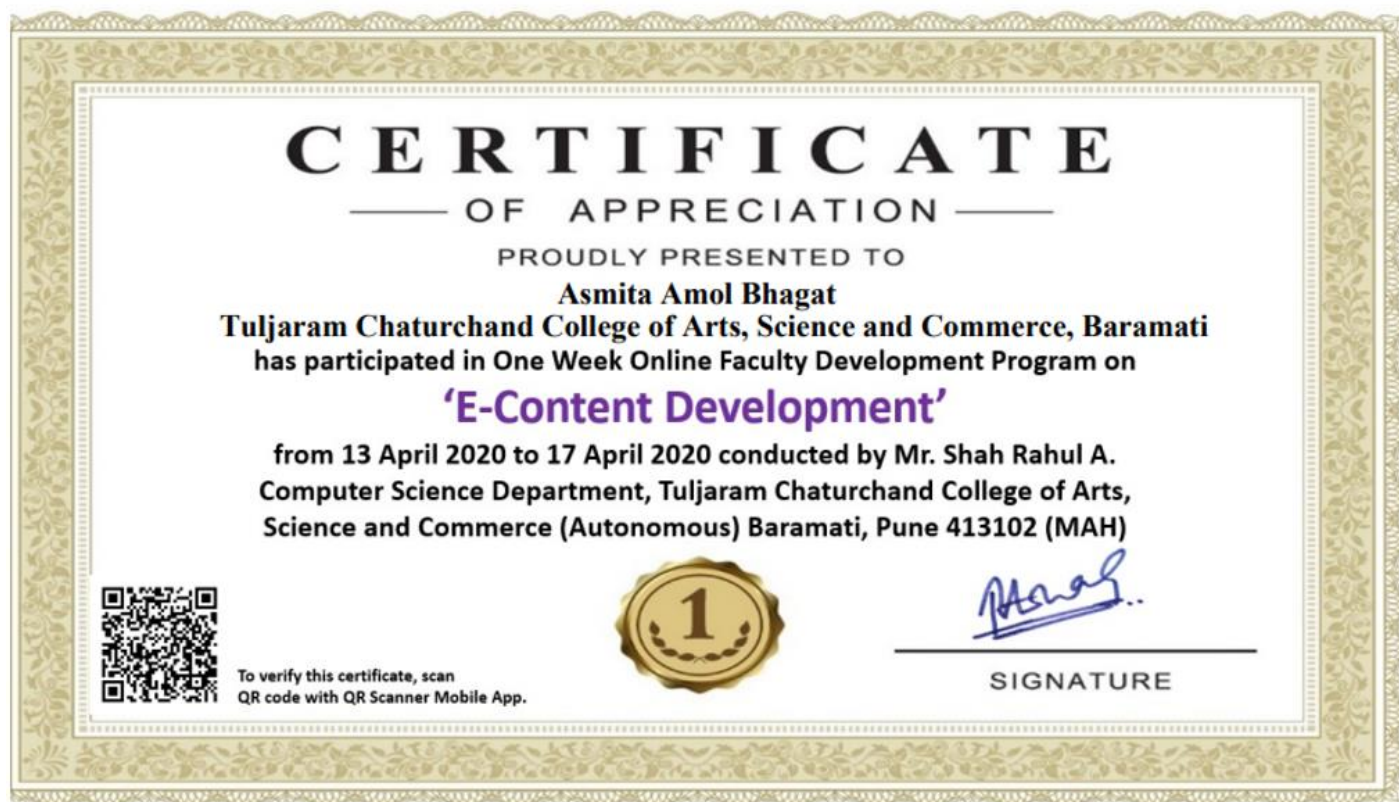 CERTIFICATE
OF APPRECIATION
PROUDLY PRESENTED TO
Asmita Amol Bhagat
Tuljaram Chaturchand College of Arts, Science and Commerce, Baramati
has participated in One Week Online Faculty Development Program on
‘E-Content Development’
from 13 April 2020 to 17 April 2020 conducted by Mr. Shah Rahul A.
Computer Science Department, Tuljaram Chaturchand College of Arts,
Science and Commerce (Autonomous) Baramati, Pune 413102 (MAH)
1
To verify this certificate, scan
QR code with QR Scanner Mobile App.
SIGNATURE